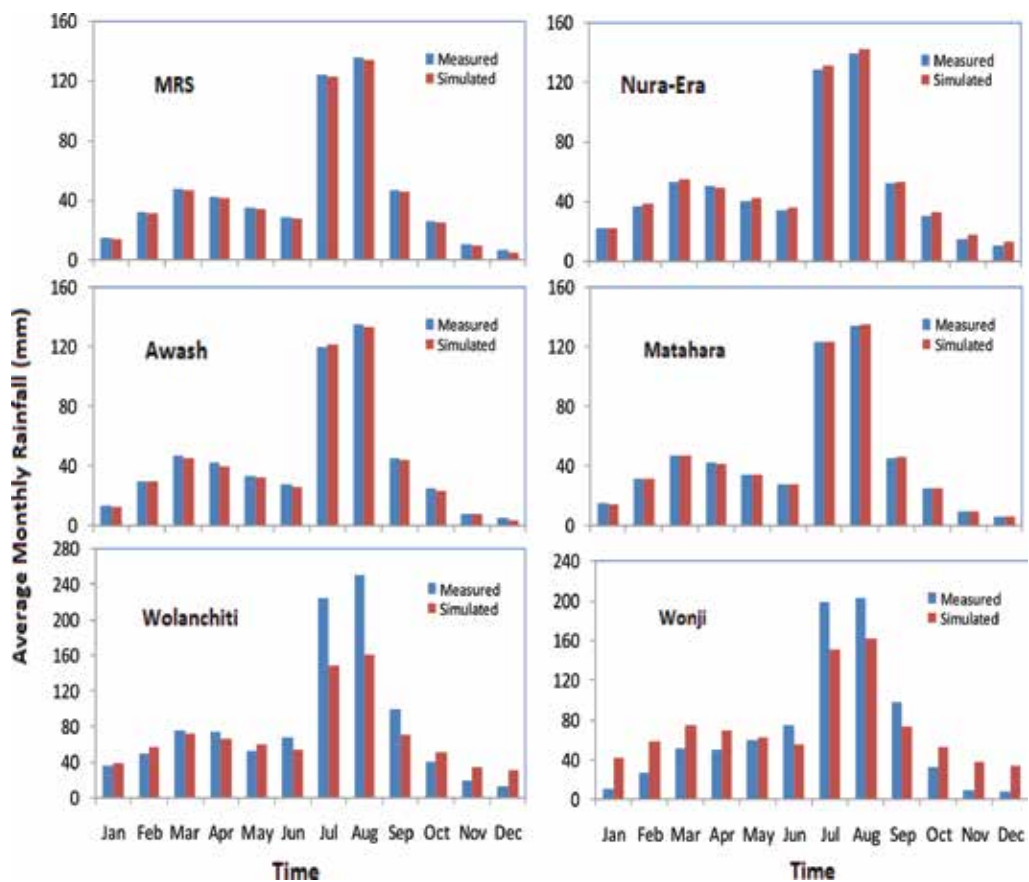 Average Monthly Rainfall (mm)
160
120
80
40
0
MRS
Measured
Simulated
160
120
80
40
0
Nura-Era
Measured
Simulated
160
120
80
40
0
Awash
Measured
Simulated
160
120
80
40
0
Matahara
Measured
Simulated
280
240
200
160
120
80
40
0
Wolanchiti
Measured
Simulated
Jan Feb Mar Apr May Jun Jul Aug Sep Oct Nov Dec
Time
240
200
160
120
80
40
0
Wonji
Measured
Simulated
Jan Feb Mar Apr May Jun Jul Aug Sep Oct Nov Dec
Time